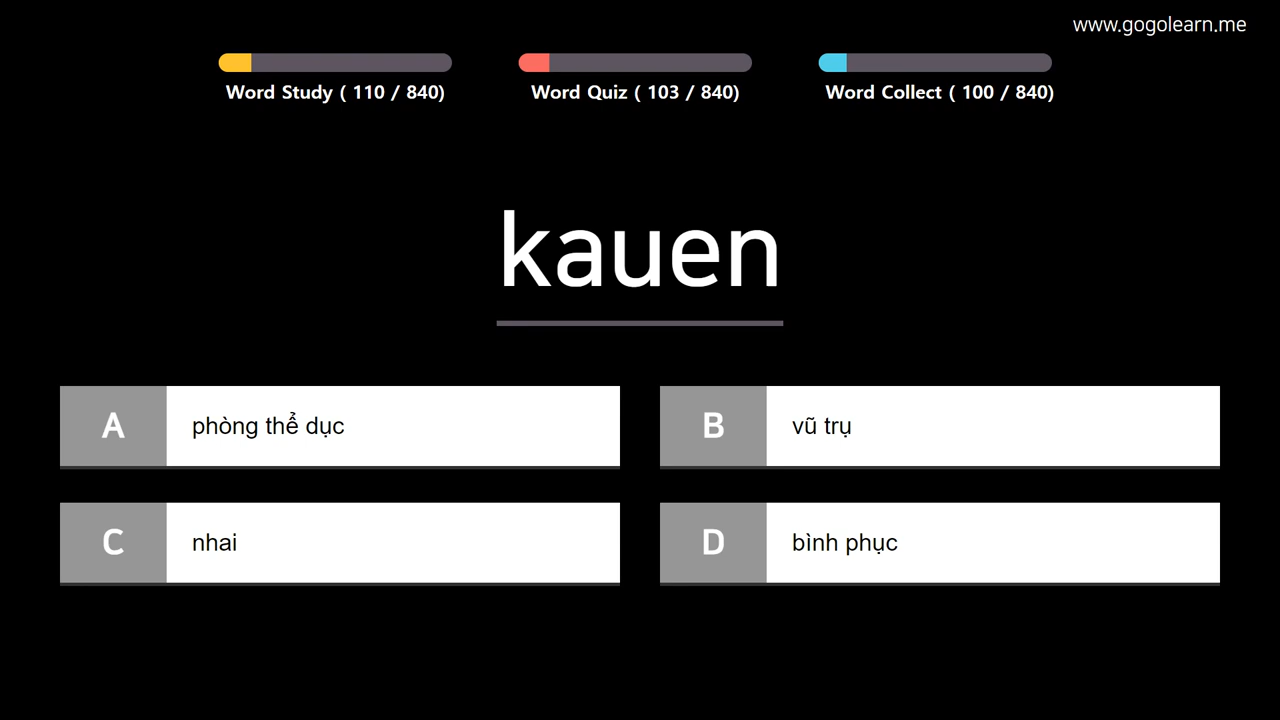 www.gogolearn.me
Word Study ( 110 / 840)
Word Quiz ( 103 / 840)
Word Collect ( 100 / 840)
kauen
A phòng thể dục
B vũ trụ
C nhai
D bình phục